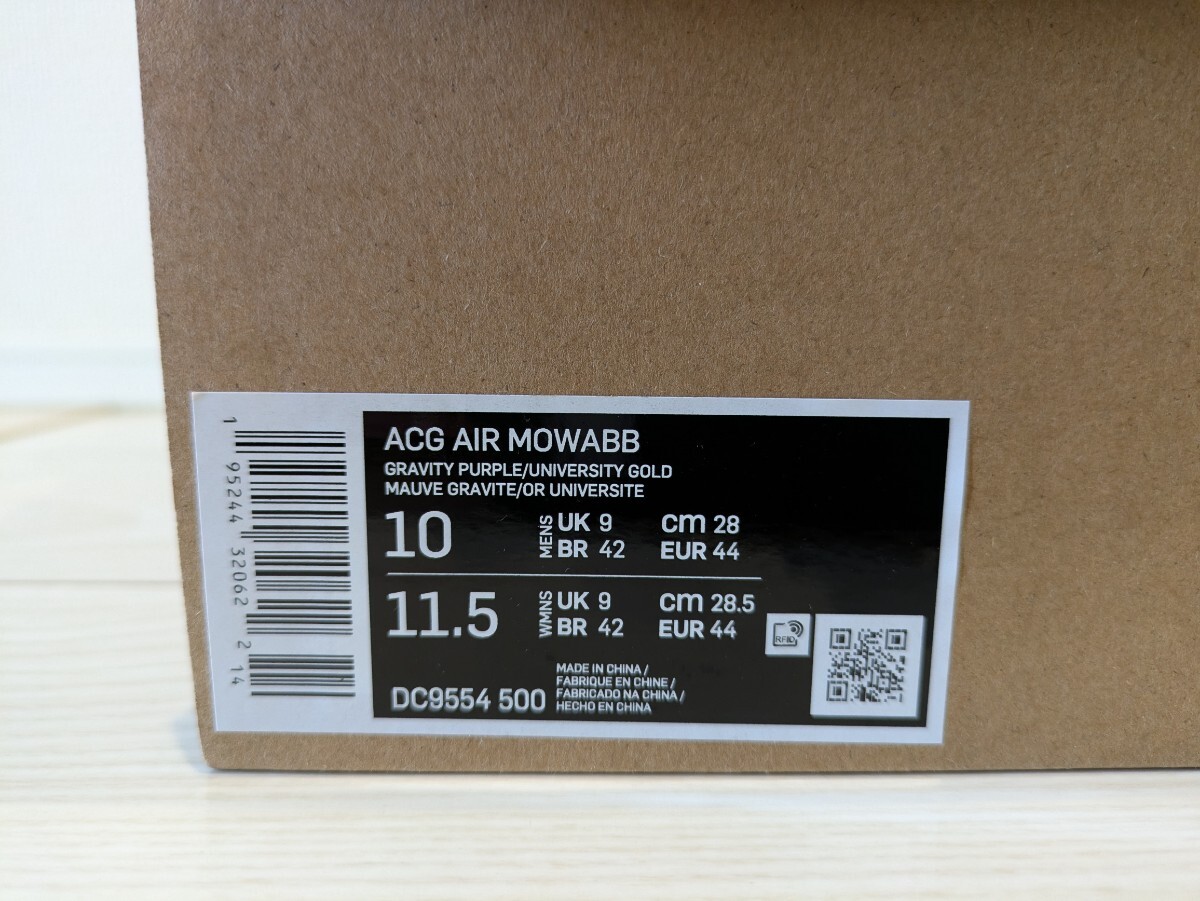 ACG AIR MOWABB
GRAVITY PURPLE/UNIVERSITY GOLD
MAUVE GRAVITE/OR UNIVERSITE
10 MENS UK 9 cm 28
BR 42 EUR 44
11.5 WMNS UK 9 cm 28.5
BR 42 EUR 44
RFID
DC9554 500
MADE IN CHINA /
FABRIQUE EN CHINE /
FABRICADO NA CHINA /
HECHO EN CHINA
1 95244 32062 2 14